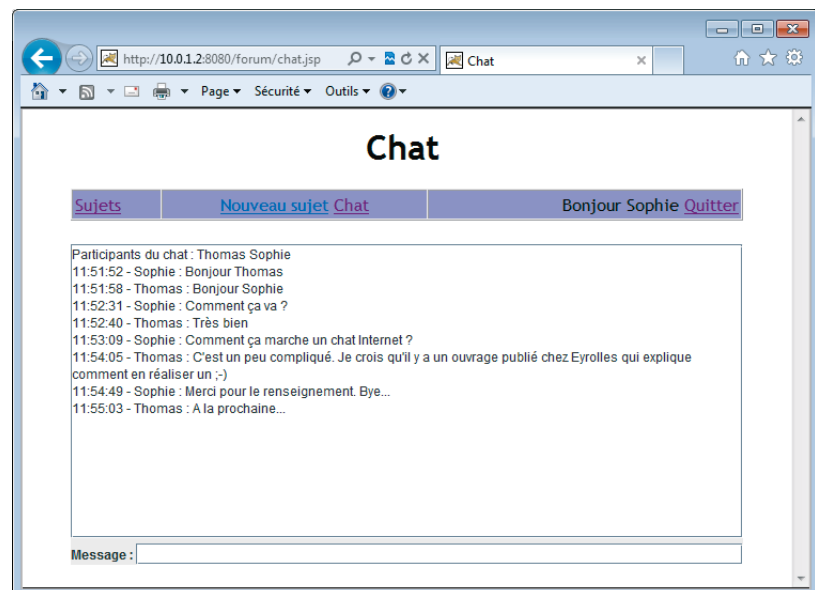 http://10.0.1.2:8080/forum/chat.jsp
Chat
Page Sécurité Outils
Chat
Sujets Nouveau sujet Chat Bonjour Sophie Quitter
Participants du chat : Thomas Sophie
11:51:52 - Sophie : Bonjour Thomas
11:51:58 - Thomas : Bonjour Sophie
11:52:31 - Sophie : Comment ça va ?
11:52:40 - Thomas : Très bien
11:53:09 - Sophie : Comment ça marche un chat Internet ?
11:54:05 - Thomas : C'est un peu compliqué. Je crois qu'il y a un ouvrage publié chez Eyrolles qui explique
comment en réaliser un ;-)
11:54:49 - Sophie : Merci pour le renseignement. Bye...
11:55:03 - Thomas : A la prochaine...
Message :